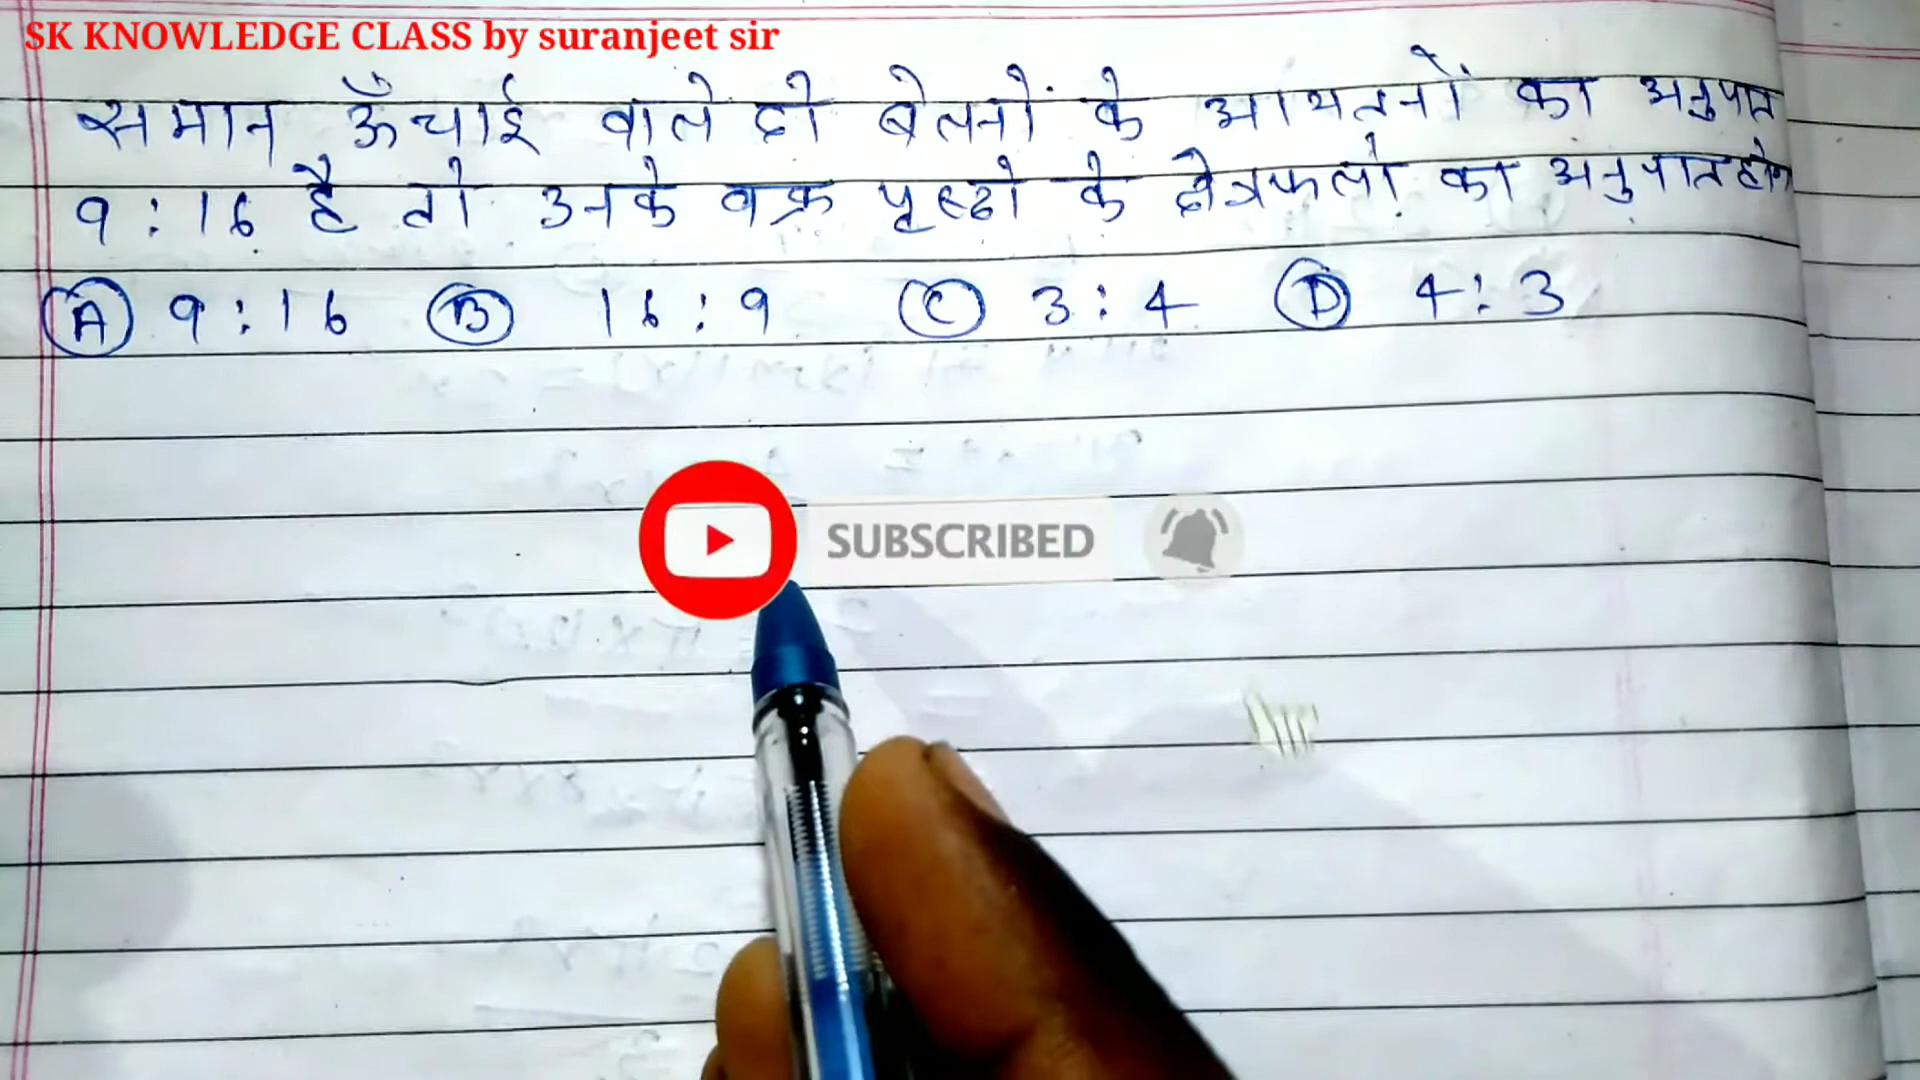 SK KNOWLEDGE CLASS by suranjeet sir
समान ऊँचाई वाले दो बेलनों के आयतनों का अनुपात
9:16 है तो उनके वक्र पृष्ठो के क्षेत्रफलो का अनुपात होगा
(A) 9:16 (B) 16:9 (C) 3:4 (D) 4:3
SUBSCRIBED